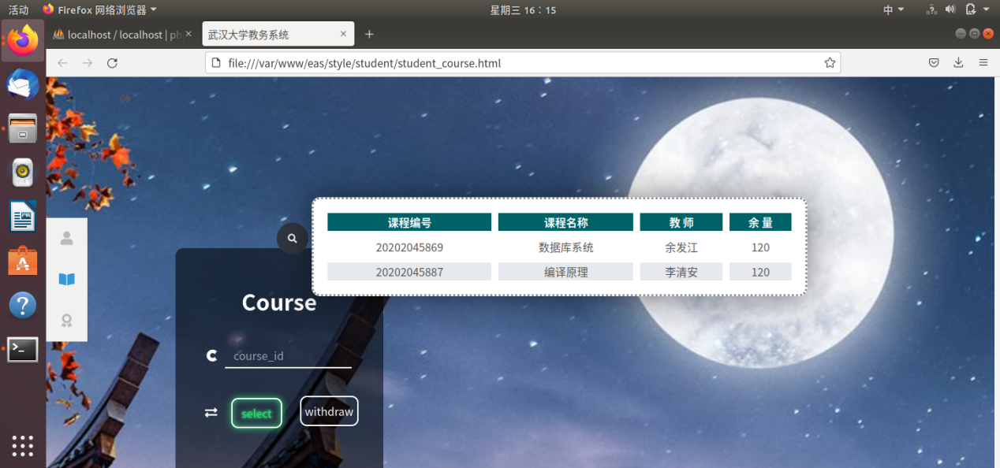 活动 Firefox 网络浏览器 星期三 16：15 中
localhost / localhost | ph 武汉大学教务系统
file:///var/www/eas/style/student/student_course.html
课程编号 课程名称 教 师 余 量
20202045869 数据库系统 余发江 120
20202045887 编译原理 李清安 120
Course
course_id
select withdraw